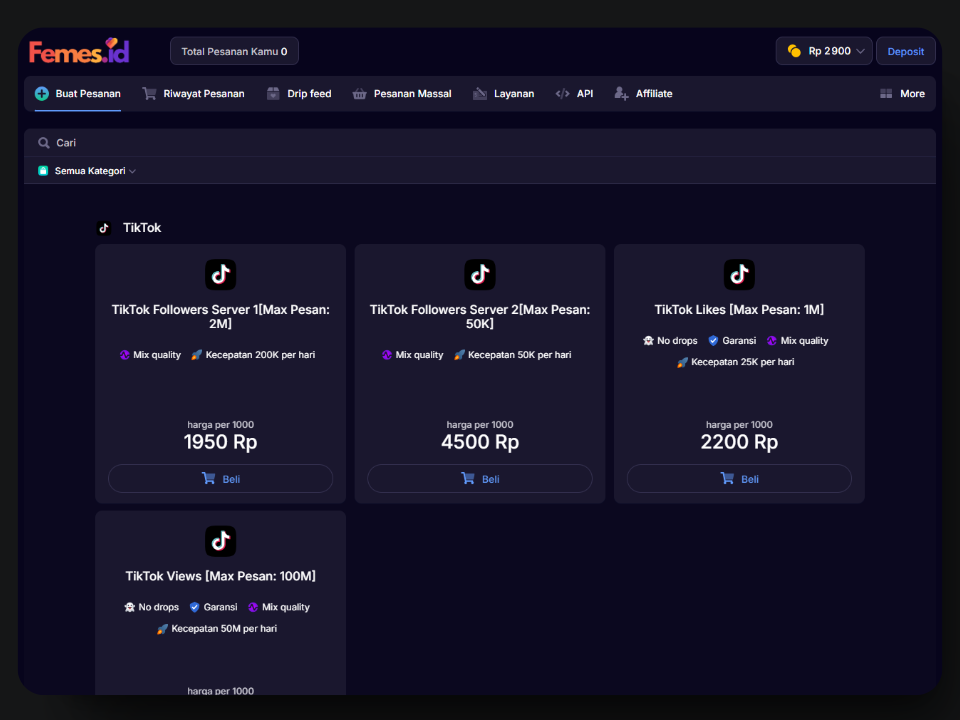 Femes.id
Total Pesanan Kamu 0
Rp 2900
Deposit
Buat Pesanan
Riwayat Pesanan
Drip feed
Pesanan Massal
Layanan
API
Affiliate
More
Cari
Semua Kategori
TikTok
TikTok Followers Server 1[Max Pesan:
2M]
Mix quality
Kecepatan 200K per hari
harga per 1000
1950 Rp
Beli
TikTok Followers Server 2[Max Pesan:
50K]
Mix quality
Kecepatan 50K per hari
harga per 1000
4500 Rp
Beli
TikTok Likes [Max Pesan: 1M]
No drops
Garansi
Mix quality
Kecepatan 25K per hari
harga per 1000
2200 Rp
Beli
TikTok Views [Max Pesan: 100M]
No drops
Garansi
Mix quality
Kecepatan 50M per hari
harga per 1000